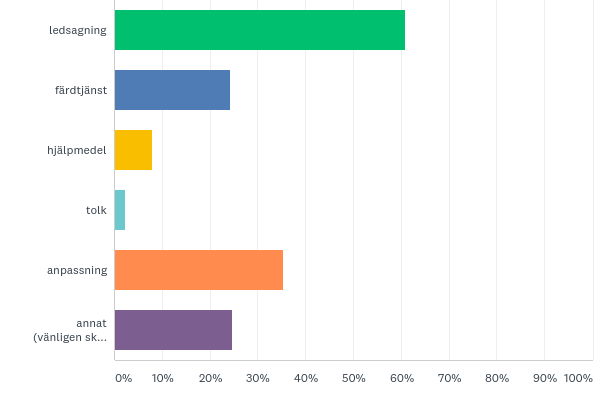 ledsagning
färdtjänst
hjälpmedel
tolk
anpassning
annat
(vänligen sk...
0% 10% 20% 30% 40% 50% 60% 70% 80% 90% 100%